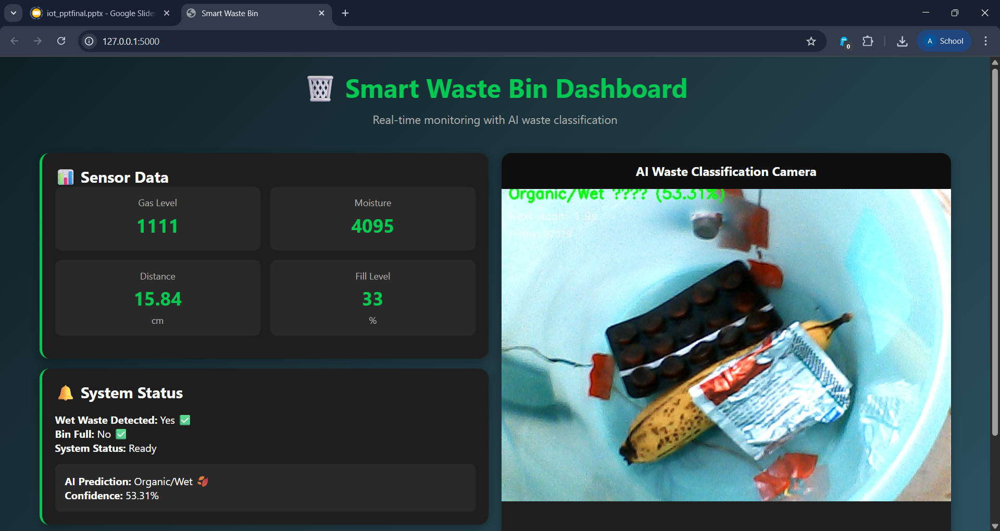 iot_pptfinal.pptx - Google Slide
Smart Waste Bin
127.0.0.1:5000
0
A School
Smart Waste Bin Dashboard
Real-time monitoring with AI waste classification
Sensor Data
Gas Level
1111
Moisture
4095
Distance
15.84
cm
Fill Level
33
%
System Status
Wet Waste Detected: Yes ✅
Bin Full: No ✅
System Status: Ready
AI Prediction: Organic/Wet 🍂
Confidence: 53.31%
AI Waste Classification Camera
Organic/Wet ???? (53.31%)
Next scan: 1.9s
Frame: 27579